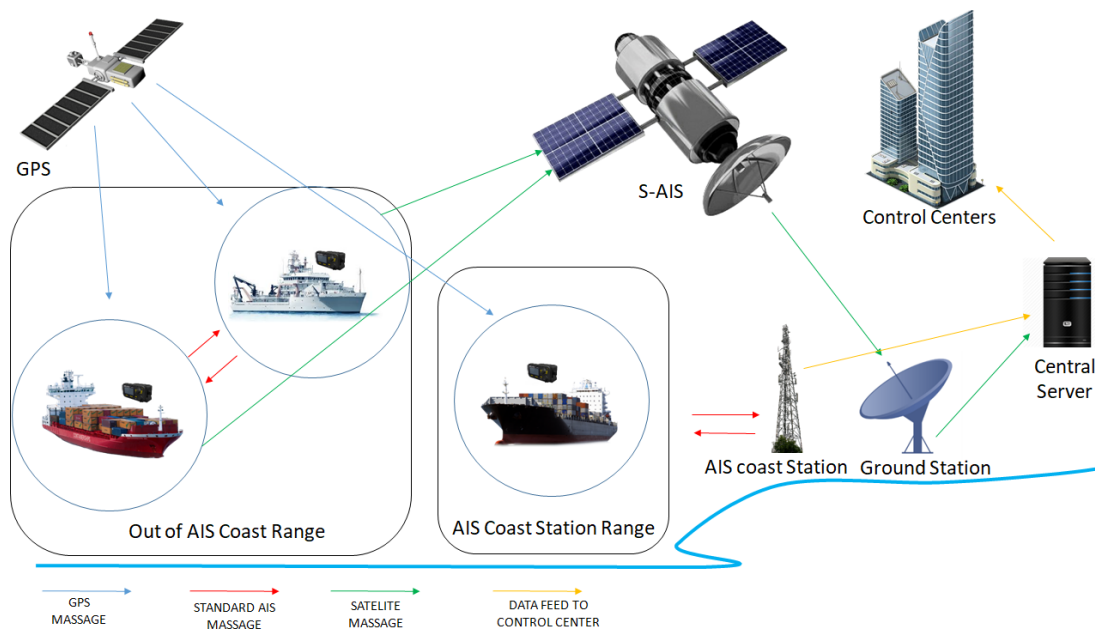 GPS
S-AIS
Control Centers
Central
Server
AIS coast Station
Ground Station
Out of AIS Coast Range
AIS Coast Station Range
GPS
MASSAGE
STANDARD AIS
MASSAGE
SATELITE
MASSAGE
DATA FEED TO
CONTROL CENTER